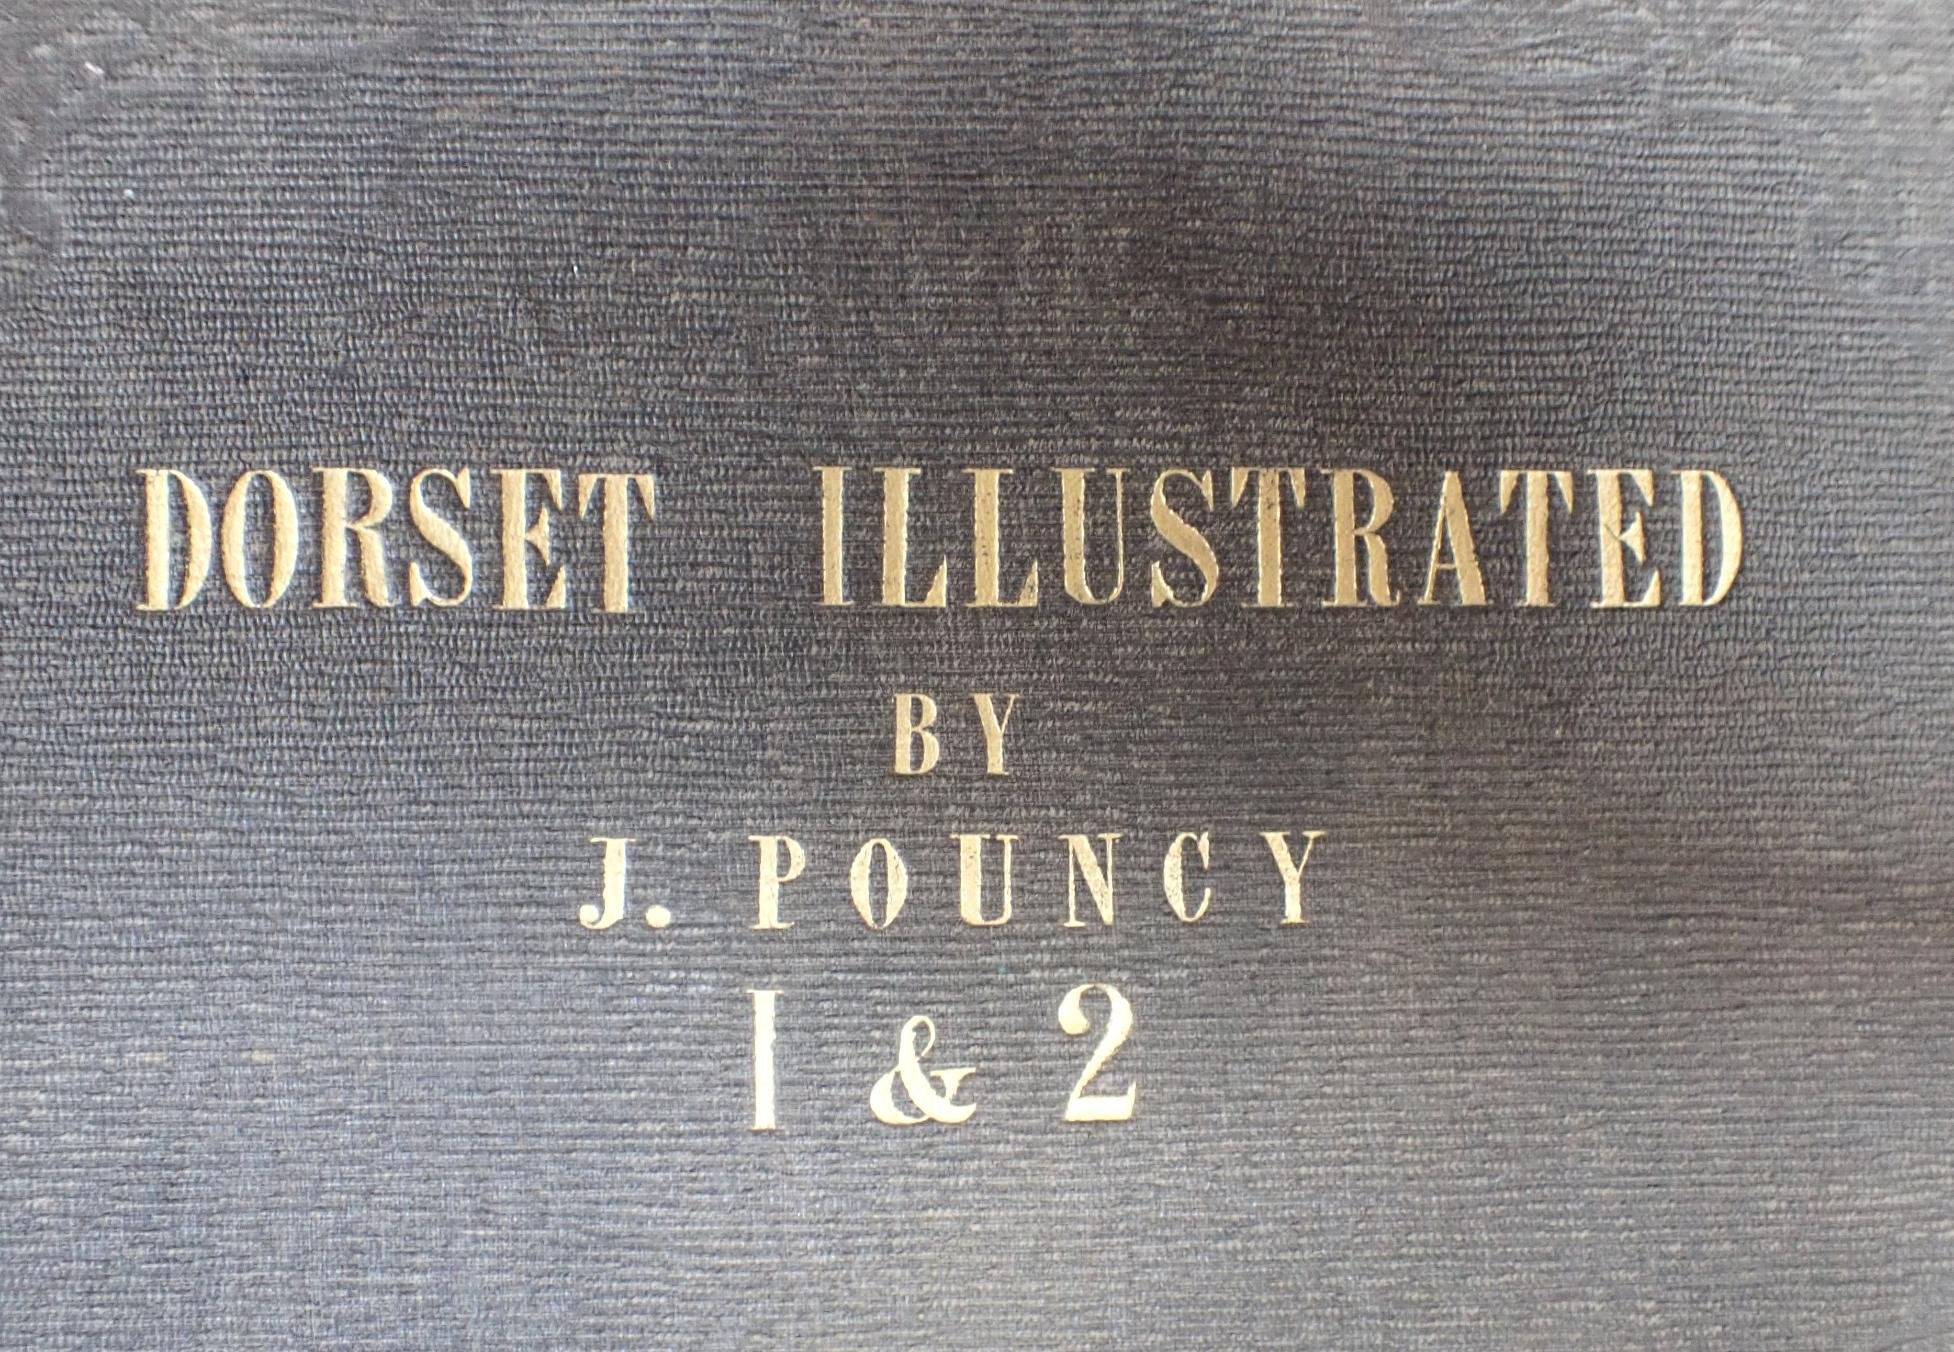 DORSET ILLUSTRATED
BY
J. POUNCY
1 & 2